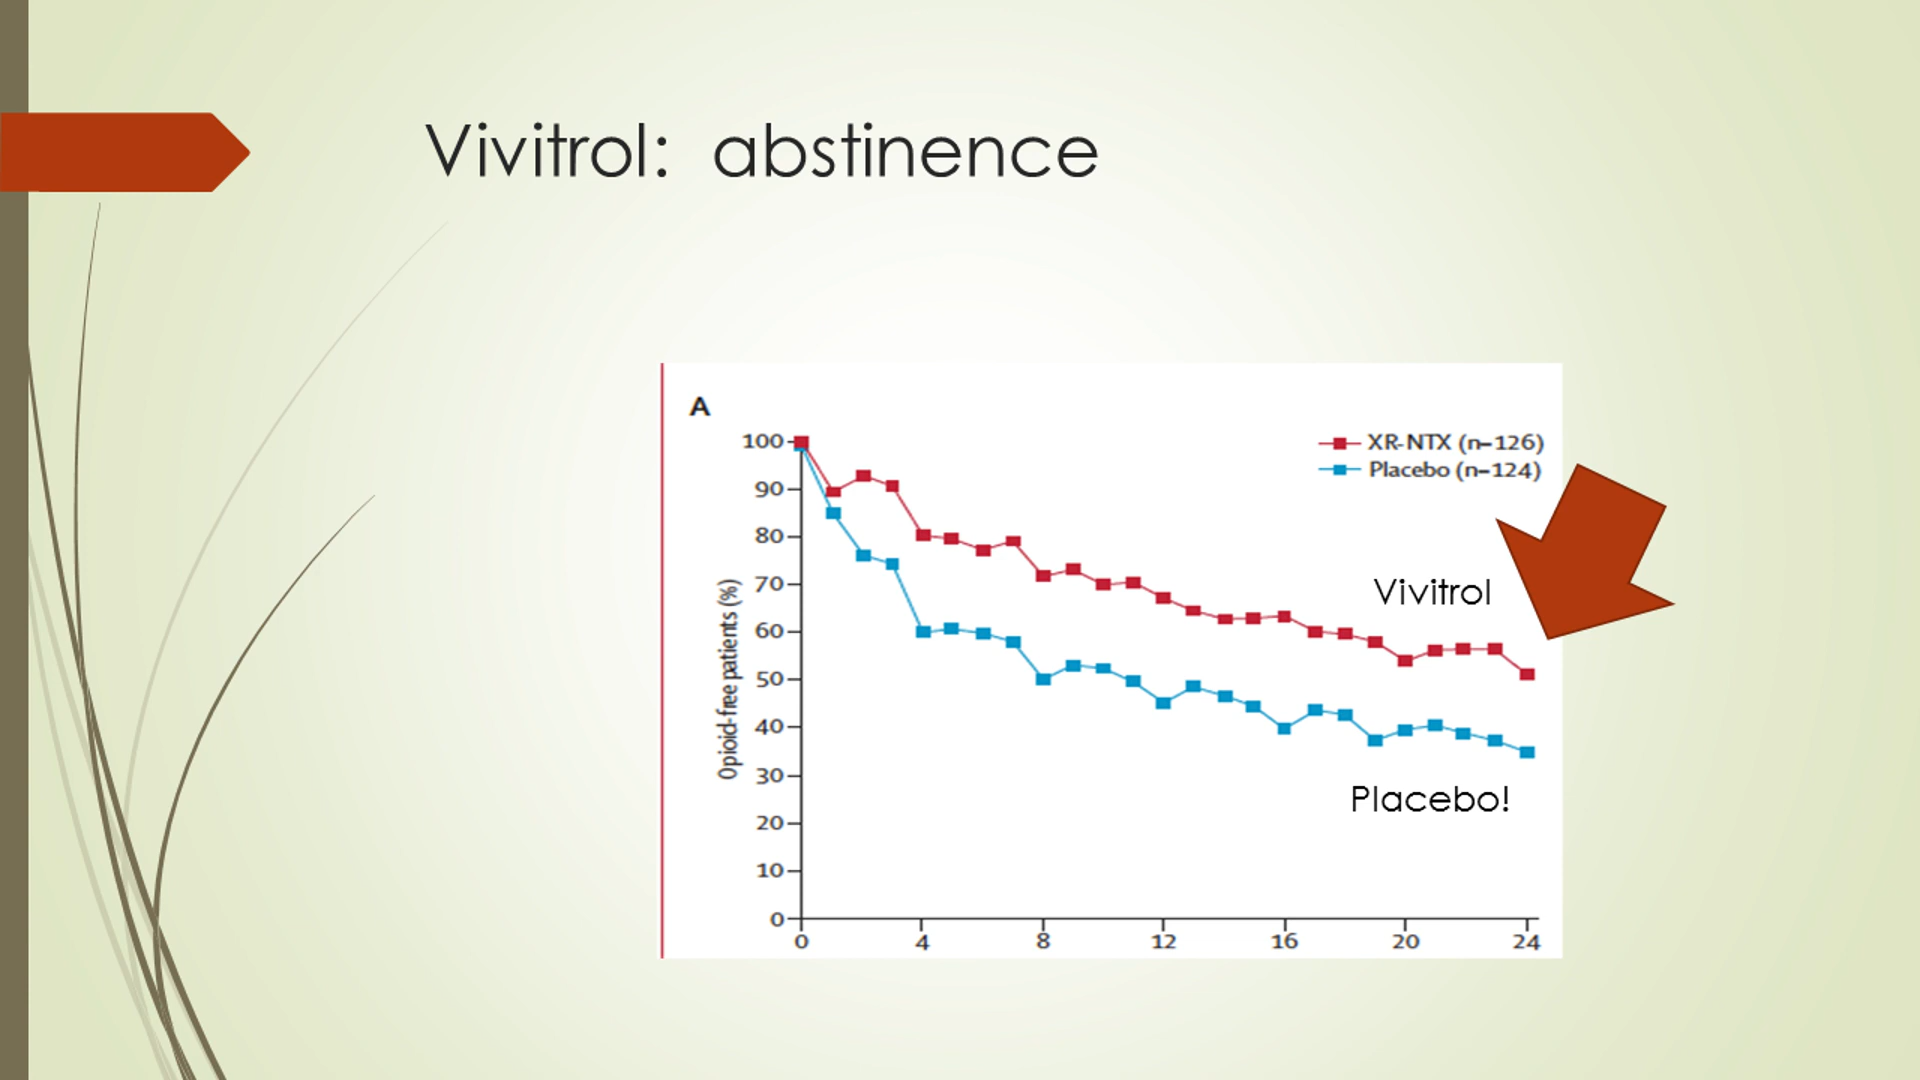 Vivitrol: abstinence
A
XR-NTX (n=126)
Placebo (n=124)
Opioid-free patients (%)
100
90
80
70
60
50
40
30
20
10
0
Vivitrol
Placebo!
0 4 8 12 16 20 24